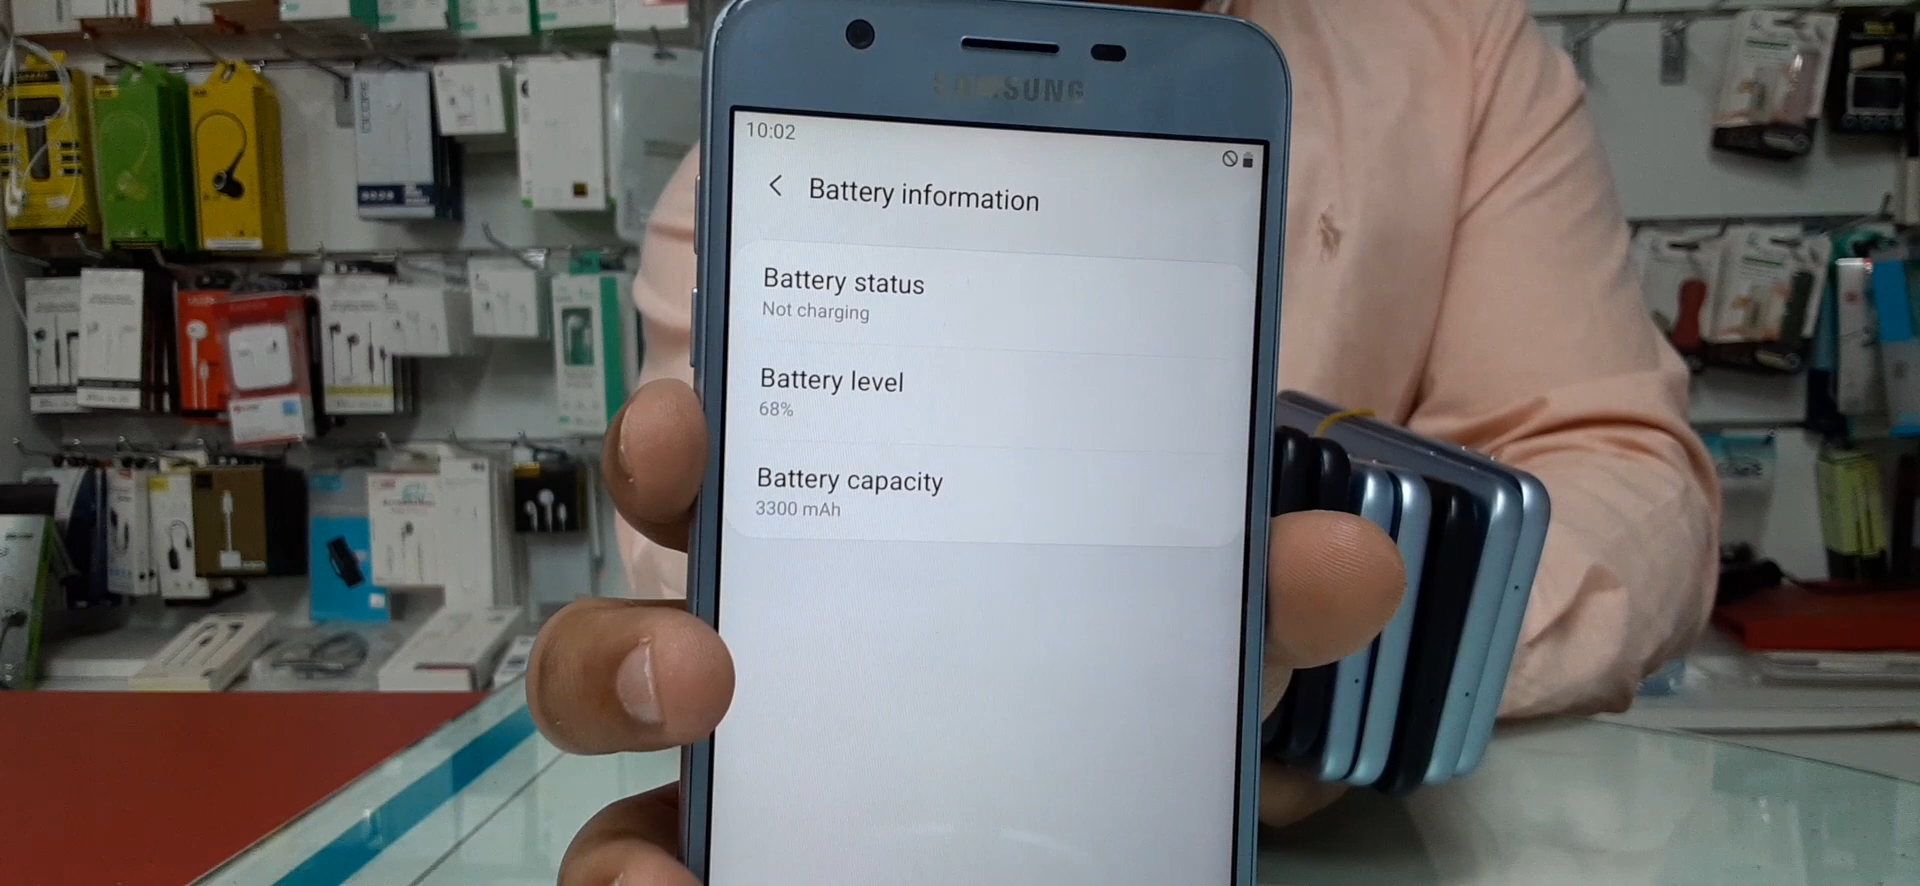 SAMSUNG
10:02
Battery information
Battery status
Not charging
Battery level
68%
Battery capacity
3300 mAh